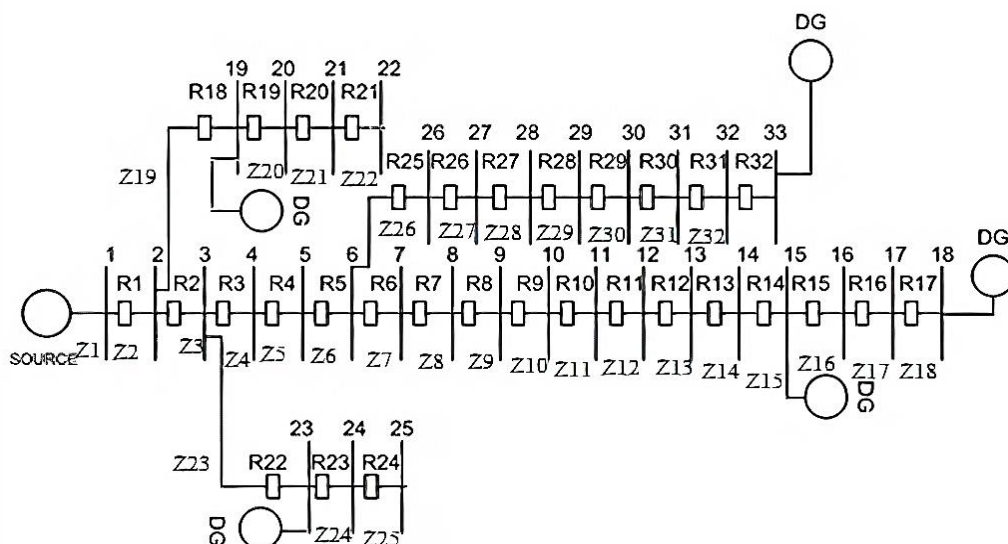 DG
19 20 21 22
R18 R19 R20 R21
33
26 27 28 29 30 31 32
R25 R26 R27 R28 R29 R30 R31 R32
Z19 Z20 Z21 Z22
DG
Z26 Z27 Z28 Z29 Z30 Z31 Z32
DG
1 2 3 4 5 6 7 8 9 10 11 12 13 14 15 16 17 18
R1 R2 R3 R4 R5 R6 R7 R8 R9 R10 R11 R12 R13 R14 R15 R16 R17
SOURCE
Z1 Z2 Z3 Z4 Z5 Z6 Z7 Z8 Z9 Z10 Z11 Z12 Z13 Z14 Z15 Z16 Z17 Z18
DG
23 24 25
Z23 R22 R23 R24
DG
Z24 Z25